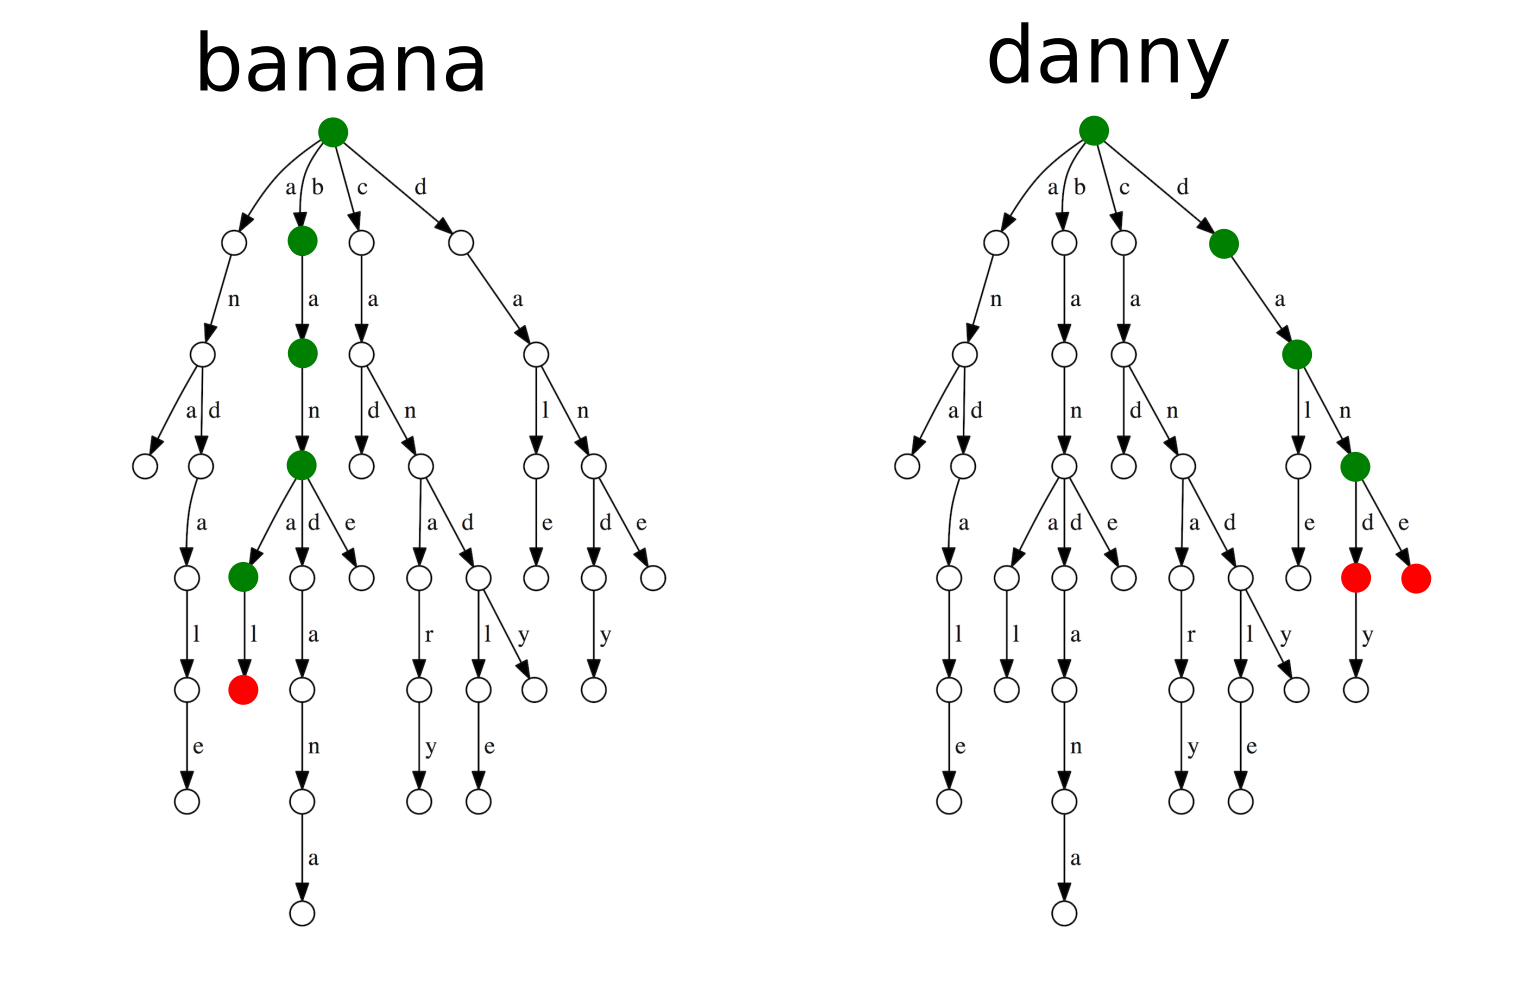 banana danny
a b c d a b c d
n a a a n a a a
a d n d n l n a d n d n l n
a a d e a d e d e a a d e a d e d e
l l a r l y y l l a r l y y
e n y e e n y e
a a